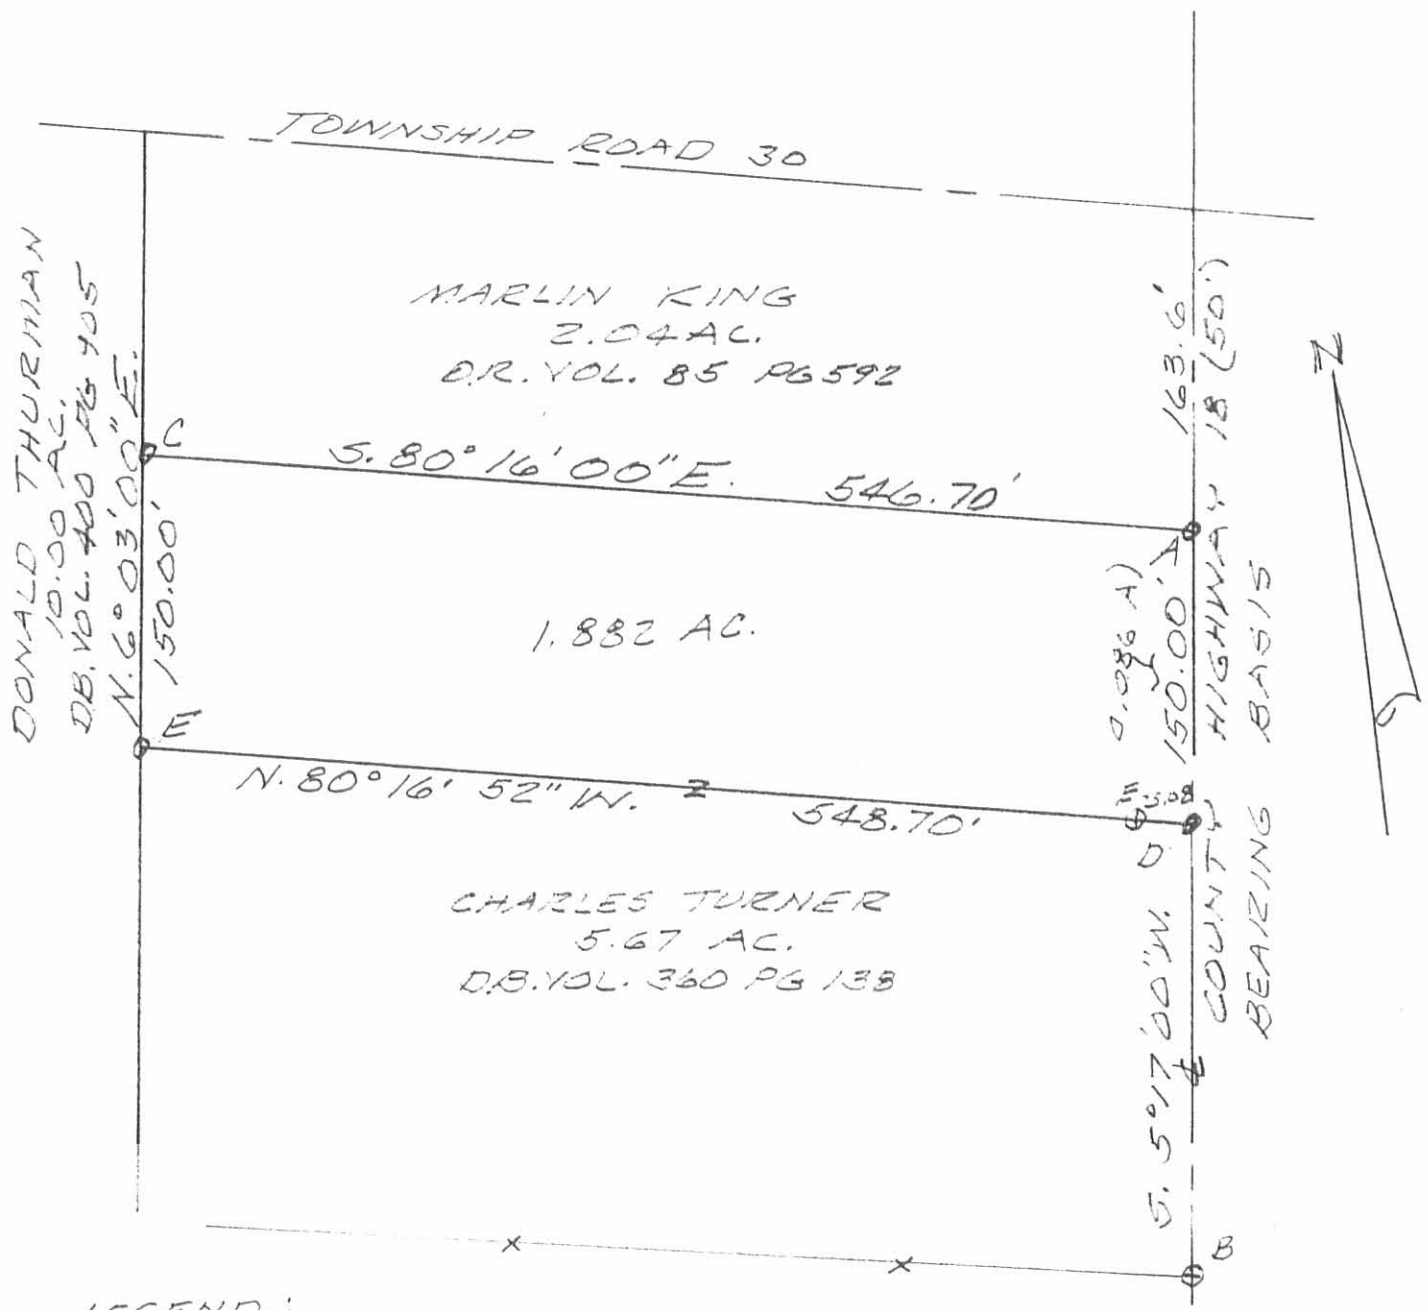 TOWNSHIP ROAD 30
MARLIN KING
2.04 AC.
O.R. VOL. 85 PG 592
DONALD THURMAN
10.00 AC.
D.B. VOL. 400 PG 405
N. 6° 03' 00" E.
150.00'
C
S. 80° 16' 00" E. 546.70'
163.6'
A
1.882 AC.
0.086 A)
150.00'
COUNTY HIGHWAY 18 (50')
BEARING BASIS
N
E
N. 80° 16' 52" W. 548.70'
D
CHARLES TURNER
5.67 AC.
D.B. VOL. 360 PG 138
S. 5° 17' 00" W.
B
LEGEND: